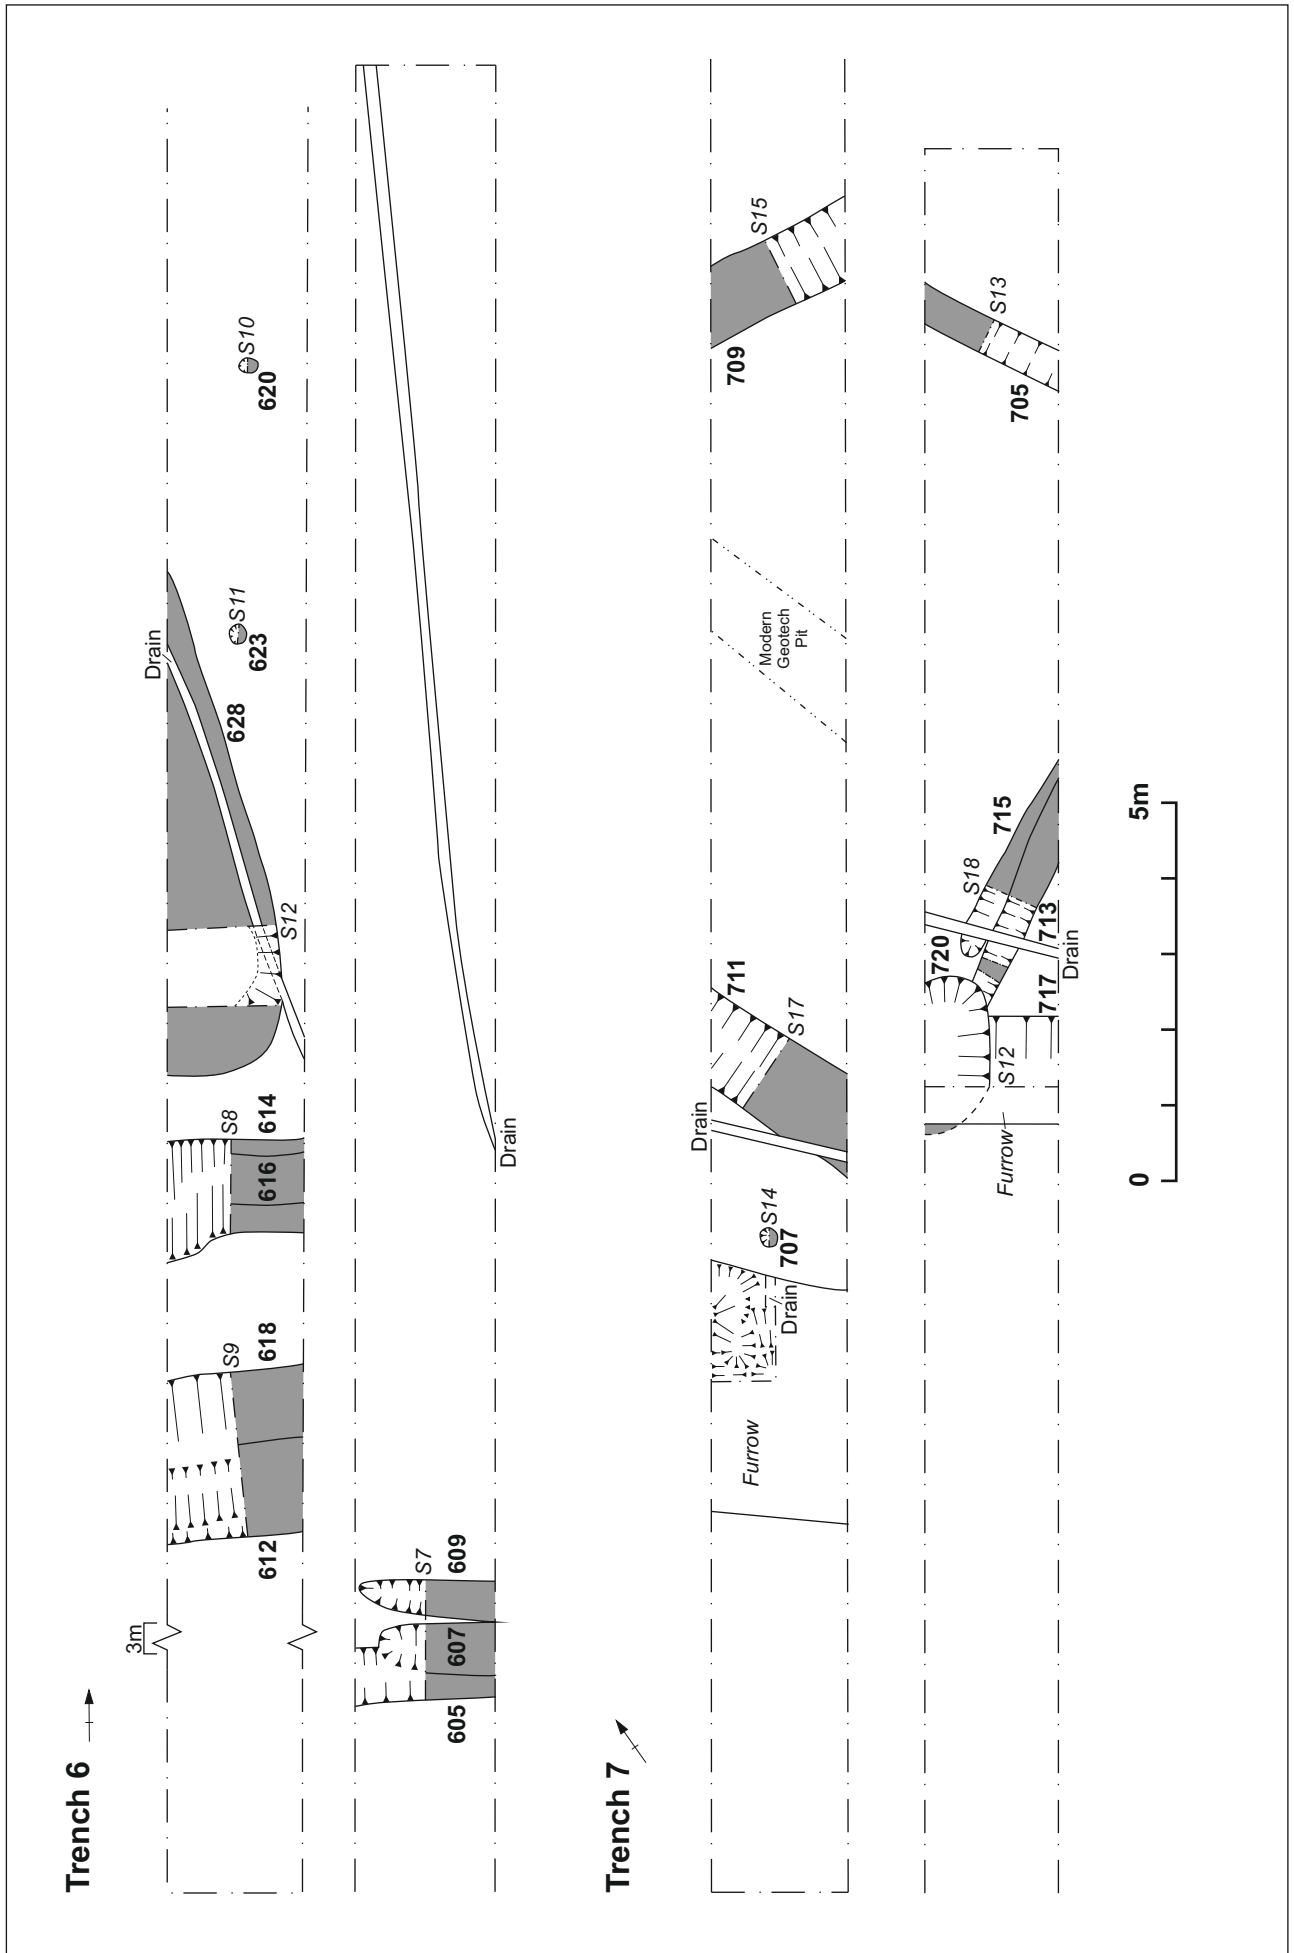 Trench 6
3m
612
S9
618
S8
614
616
S12
Drain
628
S11
623
S10
620
605
607
S7
609
Drain
Trench 7
Furrow
Drain
707
S14
Drain
S17
711
Modern
Geotech
Pit
709
S15
Furrow
S12
717
720
Drain
713
S18
715
705
S13
0
5m